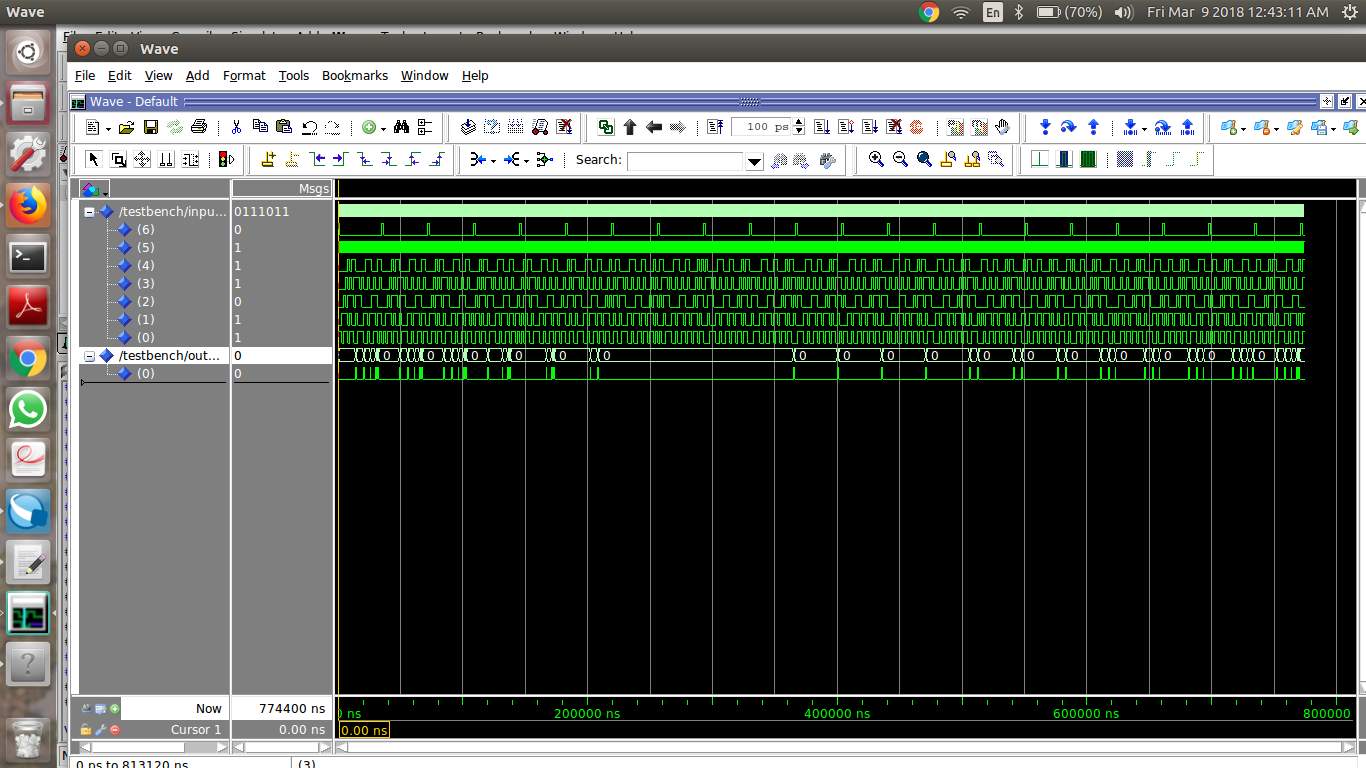 Wave
En
(70%)
Fri Mar 9 2018 12:43:11 AM
Wave
File Edit View Add Format Tools Bookmarks Window Help
Wave - Default
100 ps
Search:
Msgs
/testbench/inpu... 0111011
(6) 0
(5) 1
(4) 1
(3) 1
(2) 0
(1) 1
(0) 1
/testbench/out... 0
0 0 0 0 0 0 0 0 0 0 0 0 0 0 0 0 0
(0) 0
Now 774400 ns
ns 200000 ns 400000 ns 600000 ns 800000
Cursor 1 0.00 ns
0.00 ns
0 ps to 813120 ns (3)